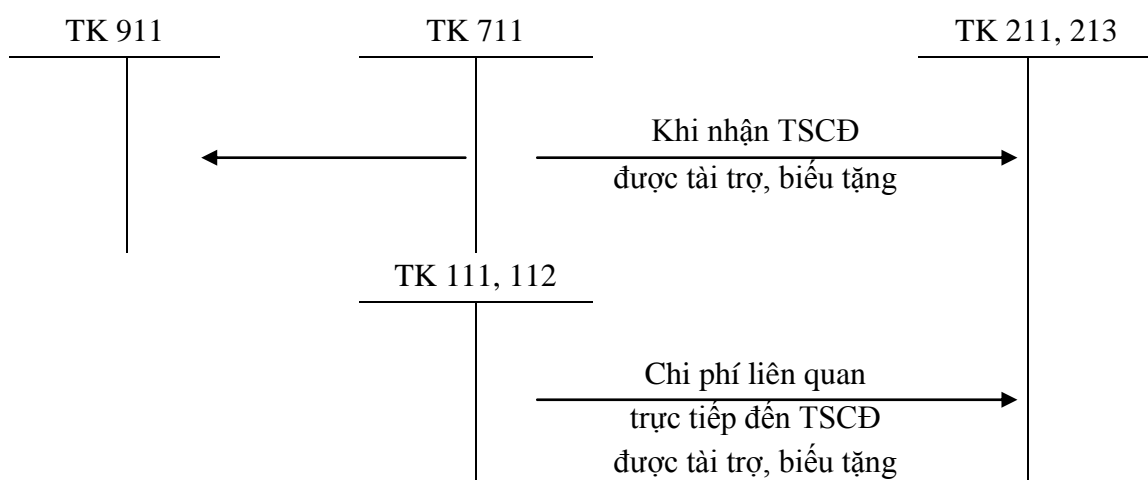 TK 911
TK 711
TK 211, 213
Khi nhận TSCĐ
được tài trợ, biếu tặng
TK 111, 112
Chi phí liên quan
trực tiếp đến TSCĐ
được tài trợ, biếu tặng